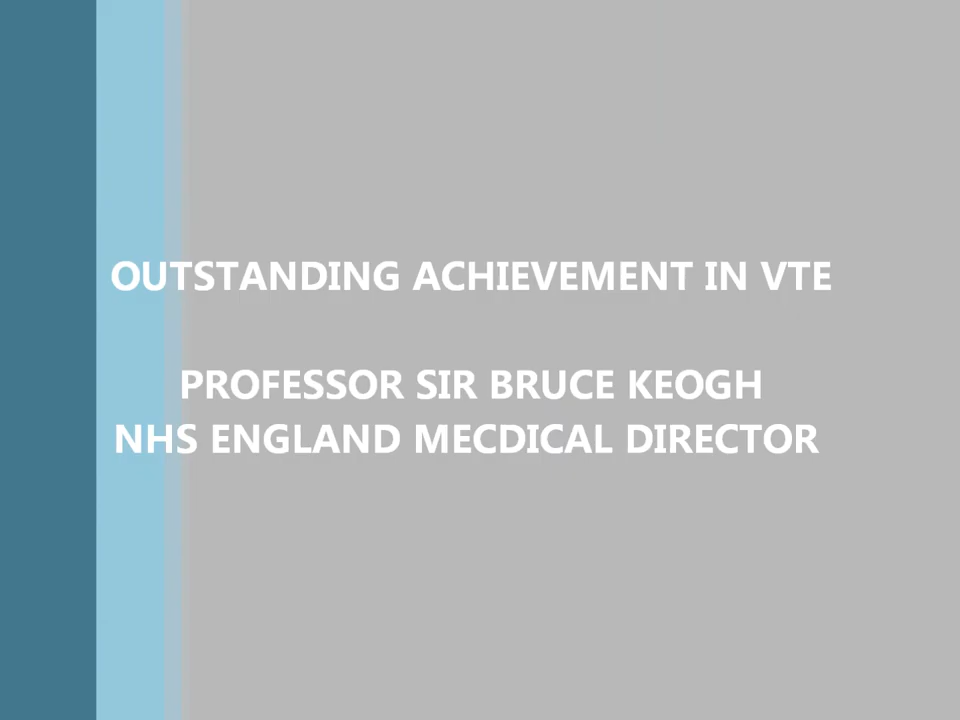 OUTSTANDING ACHIEVEMENT IN VTE
PROFESSOR SIR BRUCE KEOGH
NHS ENGLAND MECDICAL DIRECTOR